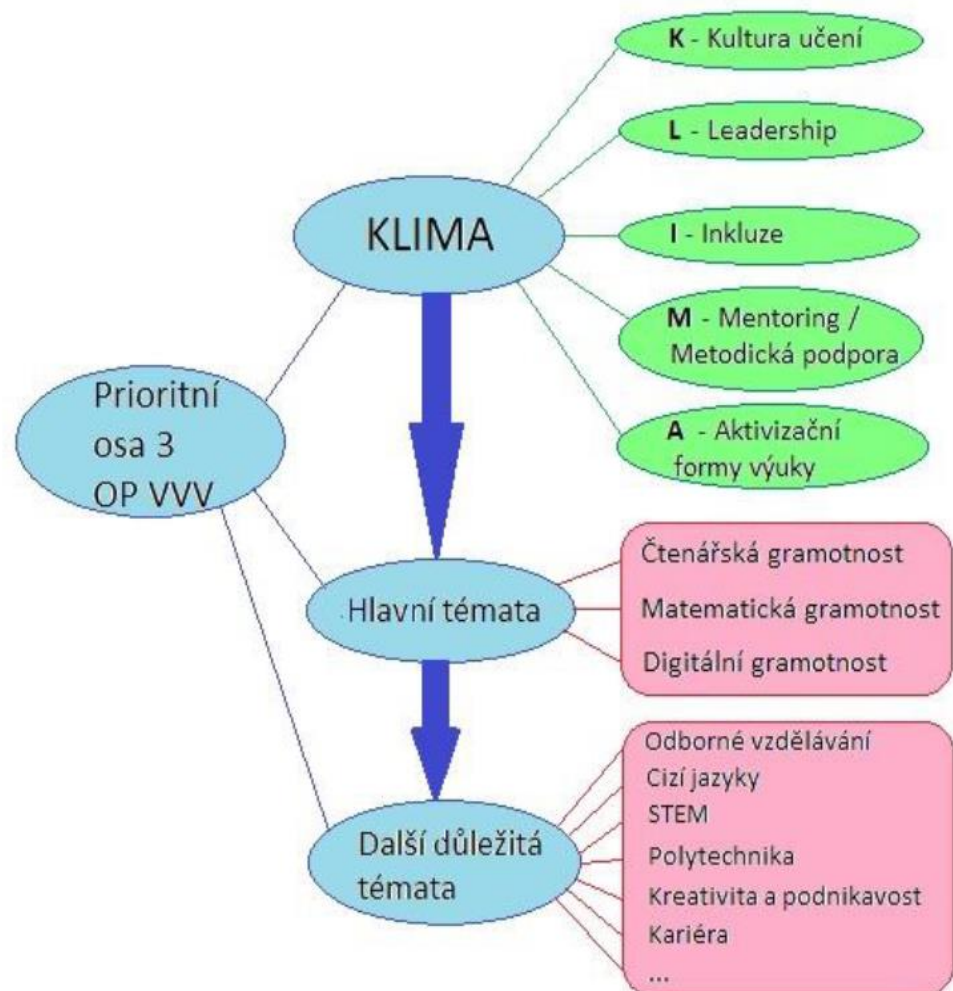 K - Kultura učení
L - Leadership
KLIMA
I - Inkluze
M - Mentoring /
Metodická podpora
Prioritní
osa 3
OP VVV
A - Aktivizační
formy výuky
Hlavní témata
Čtenářská gramotnost
Matematická gramotnost
Digitální gramotnost
Další důležitá
témata
Odborné vzdělávání
Cizí jazyky
STEM
Polytechnika
Kreativita a podnikavost
Kariéra
...